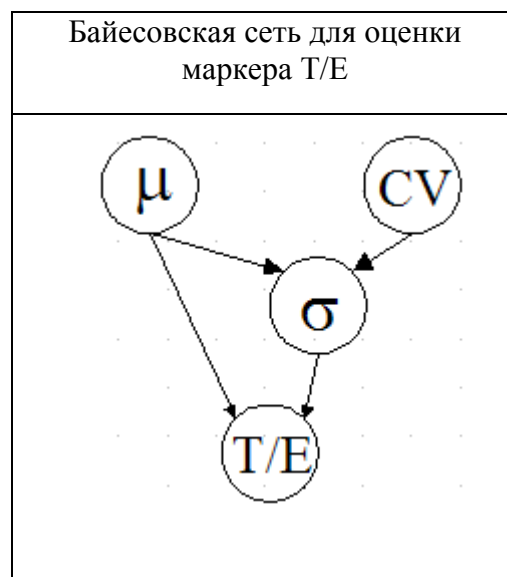 Байесовская сеть для оценки
маркера Т/Е
μ
CV
σ
T/E